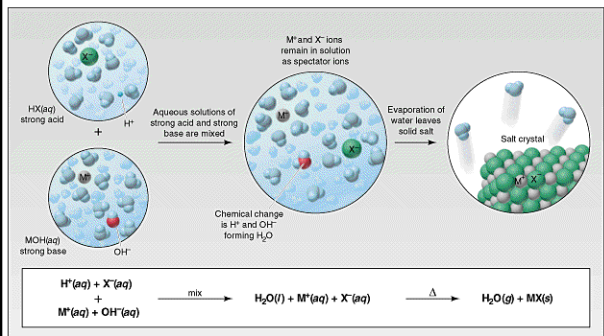 X⁻
HX(aq)
strong acid
H⁺
+
M⁺
MOH(aq)
strong base
OH⁻
Aqueous solutions of
strong acid and strong
base are mixed
M⁺ and X⁻ ions
remain in solution
as spectator ions
M⁺
X⁻
Chemical change
is H⁺ and OH⁻
forming H₂O
Evaporation of
water leaves
solid salt
Salt crystal
M⁺ X⁻
H⁺(aq) + X⁻(aq)
+
M⁺(aq) + OH⁻(aq)
mix
H₂O(l) + M⁺(aq) + X⁻(aq)
Δ
H₂O(g) + MX(s)